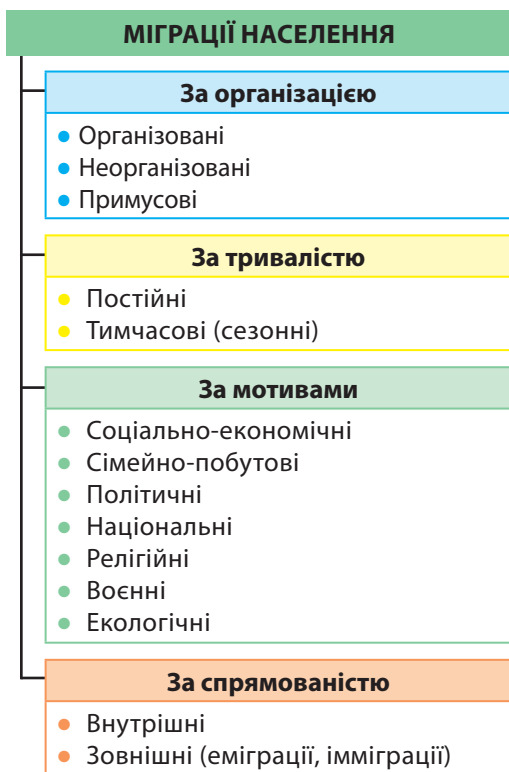 МІГРАЦІЇ НАСЕЛЕННЯ
За організацією
Організовані
Неорганізовані
Примусові
За тривалістю
Постійні
Тимчасові (сезонні)
За мотивами
Соціально-економічні
Сімейно-побутові
Політичні
Національні
Релігійні
Воєнні
Екологічні
За спрямованістю
Внутрішні
Зовнішні (еміграції, імміграції)